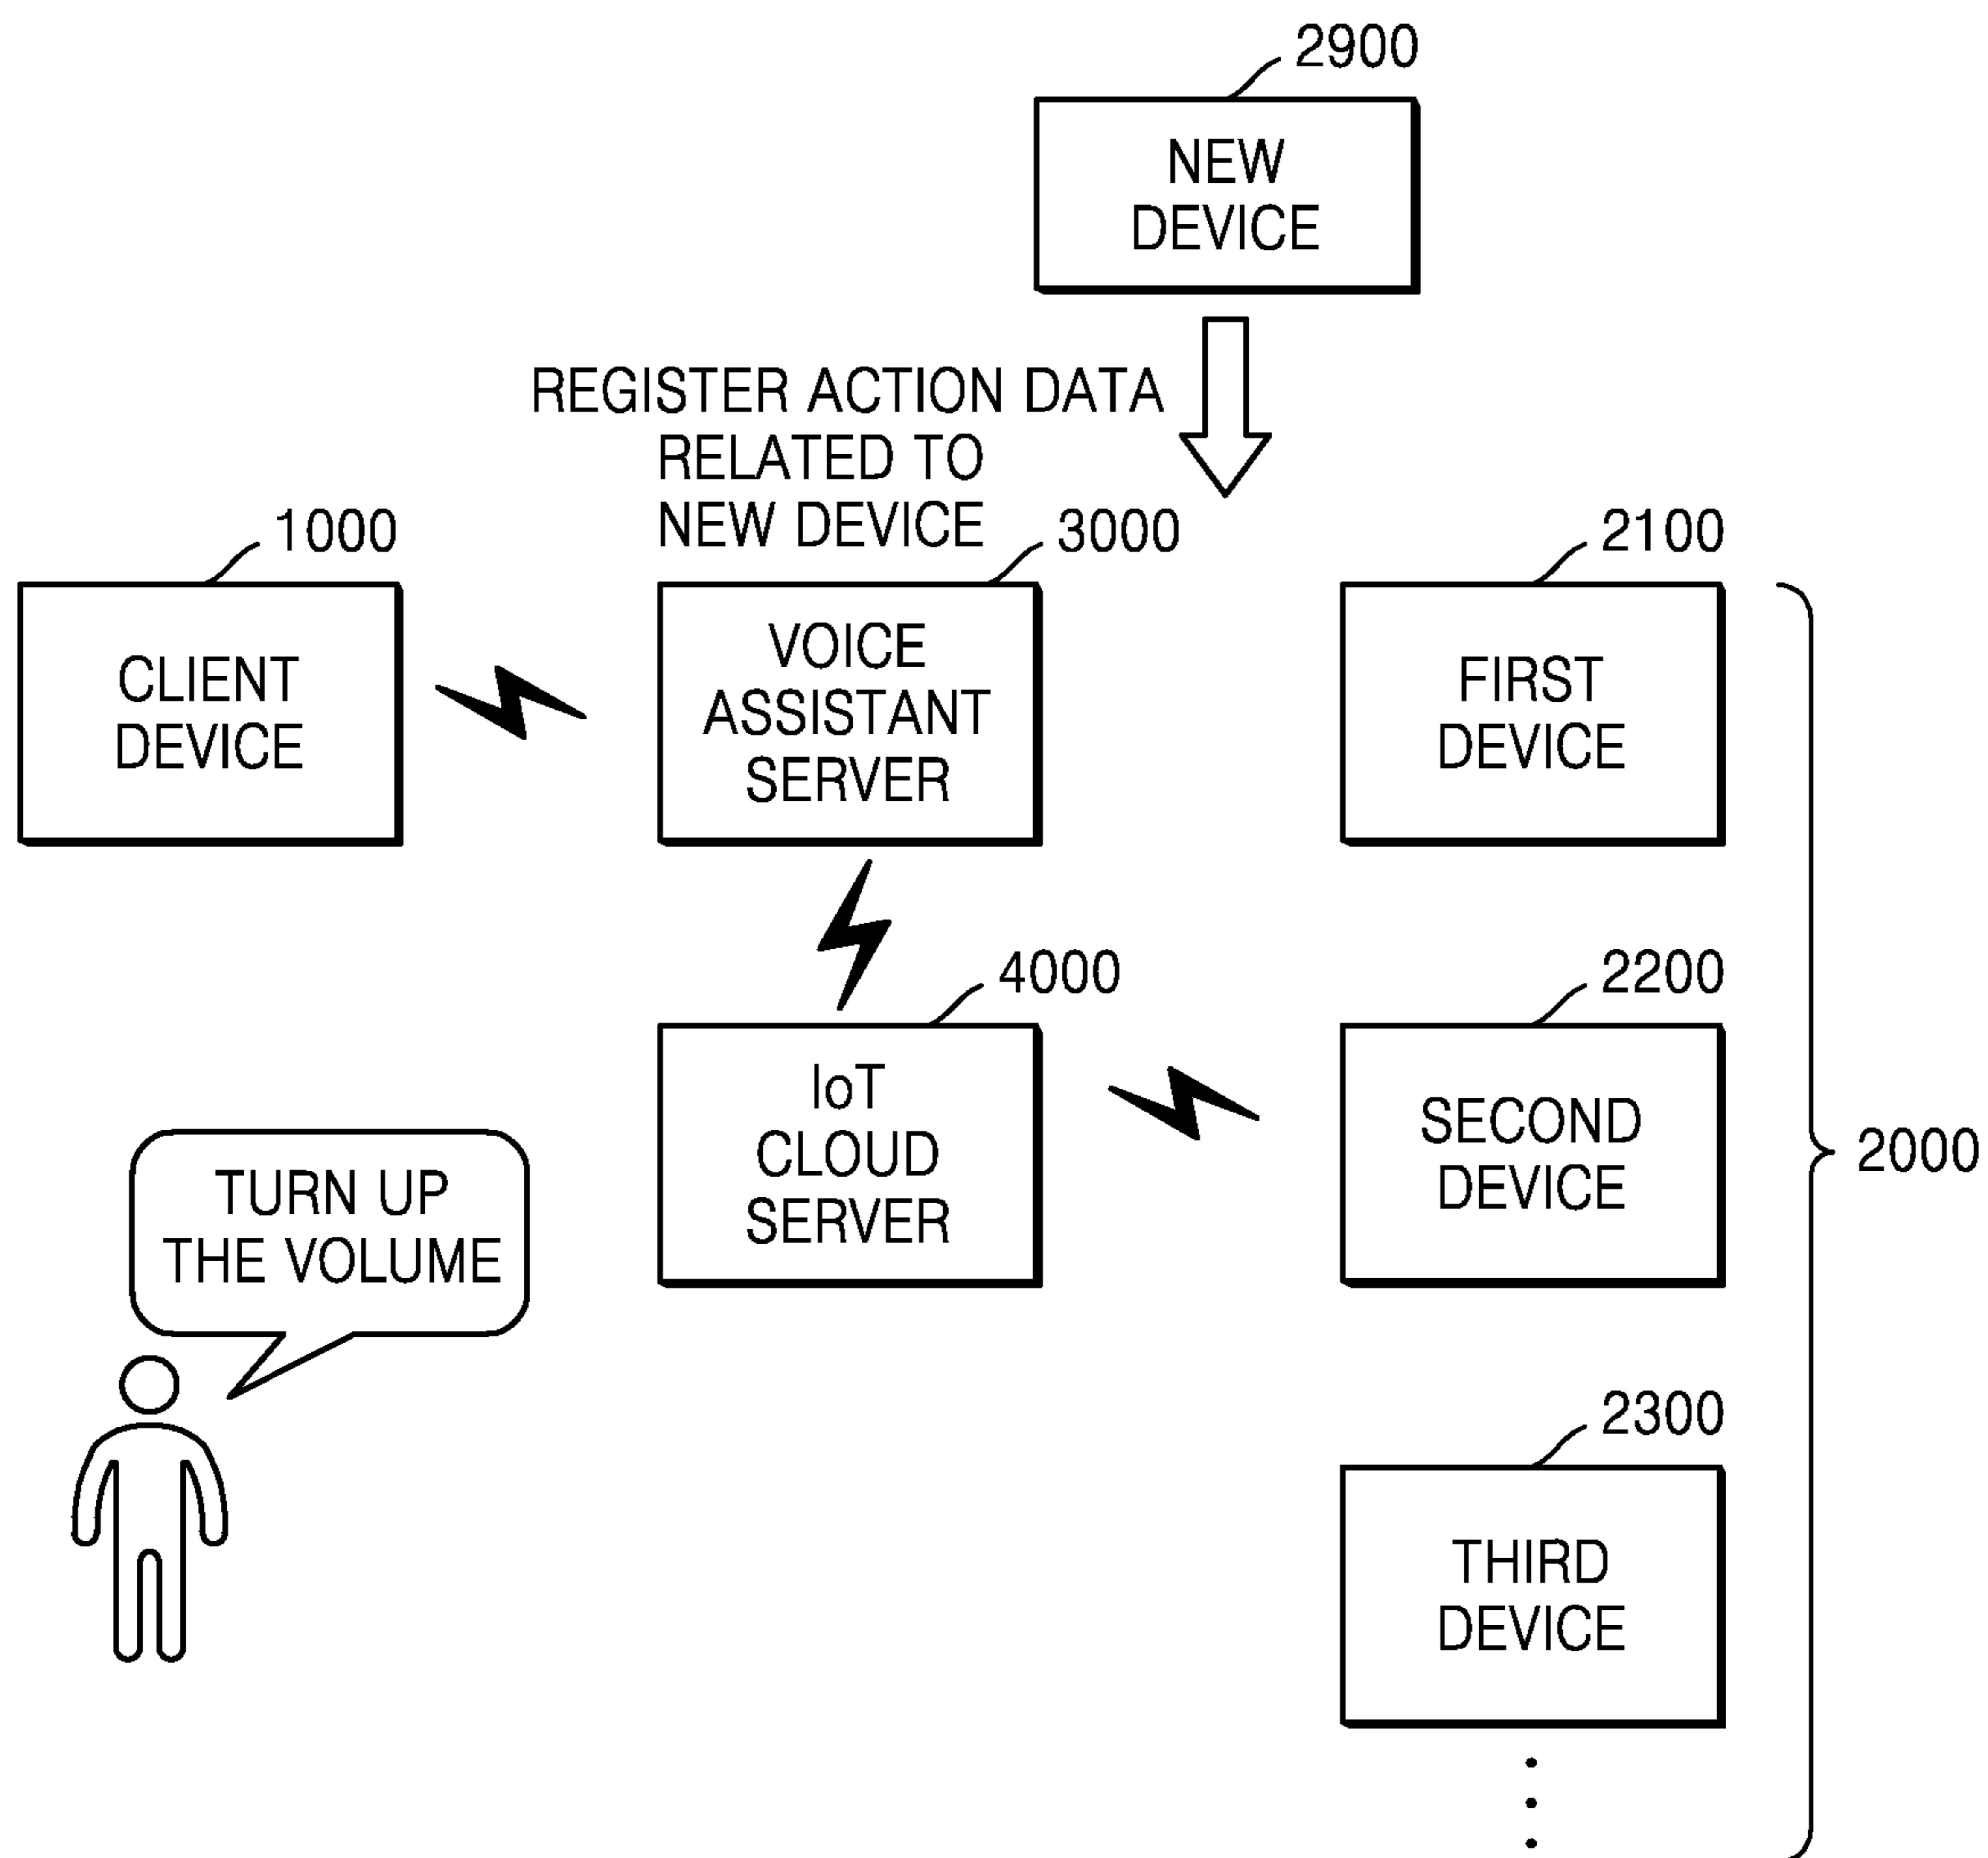 2900
NEW
DEVICE
REGISTER ACTION DATA
RELATED TO
NEW DEVICE
1000
3000
2100
CLIENT
DEVICE
VOICE
ASSISTANT
SERVER
FIRST
DEVICE
4000
2200
IoT
CLOUD
SERVER
SECOND
DEVICE
2000
TURN UP
THE VOLUME
2300
THIRD
DEVICE